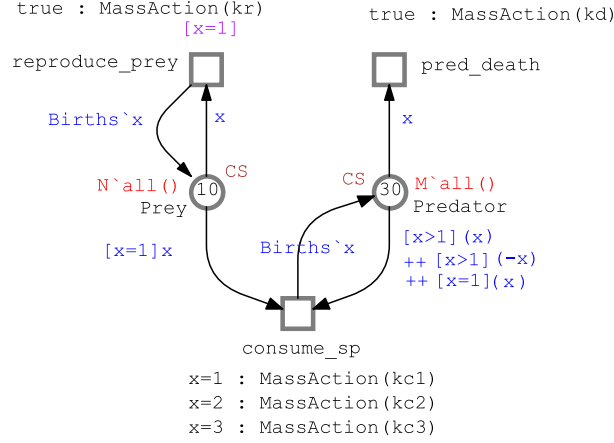 true : MassAction(kr)
true : MassAction(kd)
[x=1]
reproduce_prey
pred_death
Births`x
x
x
CS
CS
N`all()
10
30
M`all()
Prey
Predator
[x=1]x
Births`x
[x>1](x)
++ [x>1](-x)
++ [x=1](x)
consume_sp
x=1 : MassAction(kc1)
x=2 : MassAction(kc2)
x=3 : MassAction(kc3)